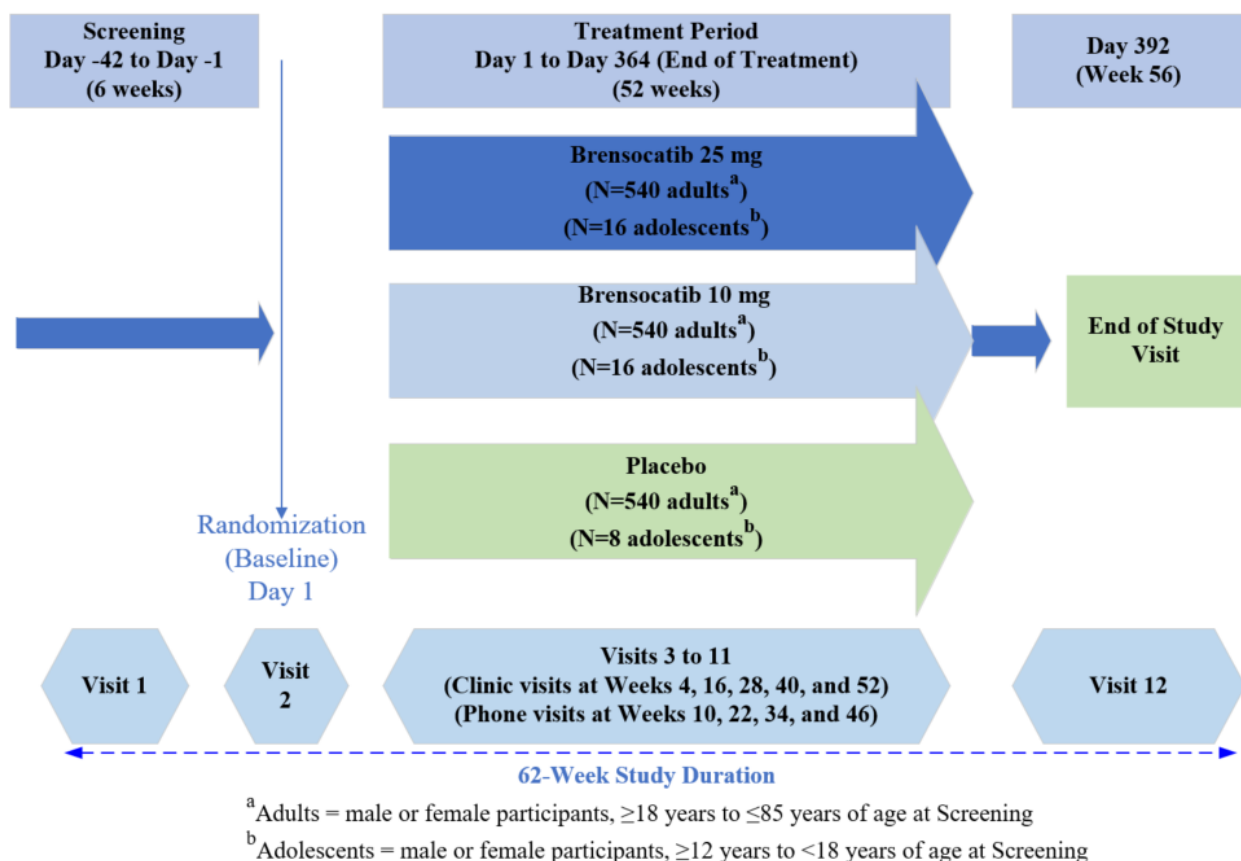 Screening
Day -42 to Day -1
(6 weeks)
Treatment Period
Day 1 to Day 364 (End of Treatment)
(52 weeks)
Day 392
(Week 56)
Brensocatib 25 mg
(N=540 adultsᵃ)
(N=16 adolescentsᵇ)
Brensocatib 10 mg
(N=540 adultsᵃ)
(N=16 adolescentsᵇ)
End of Study
Visit
Placebo
(N=540 adultsᵃ)
(N=8 adolescentsᵇ)
Randomization
(Baseline)
Day 1
Visit 1
Visit
2
Visits 3 to 11
(Clinic visits at Weeks 4, 16, 28, 40, and 52)
(Phone visits at Weeks 10, 22, 34, and 46)
Visit 12
62-Week Study Duration
ᵃAdults = male or female participants, ≥18 years to ≤85 years of age at Screening
ᵇAdolescents = male or female participants, ≥12 years to <18 years of age at Screening